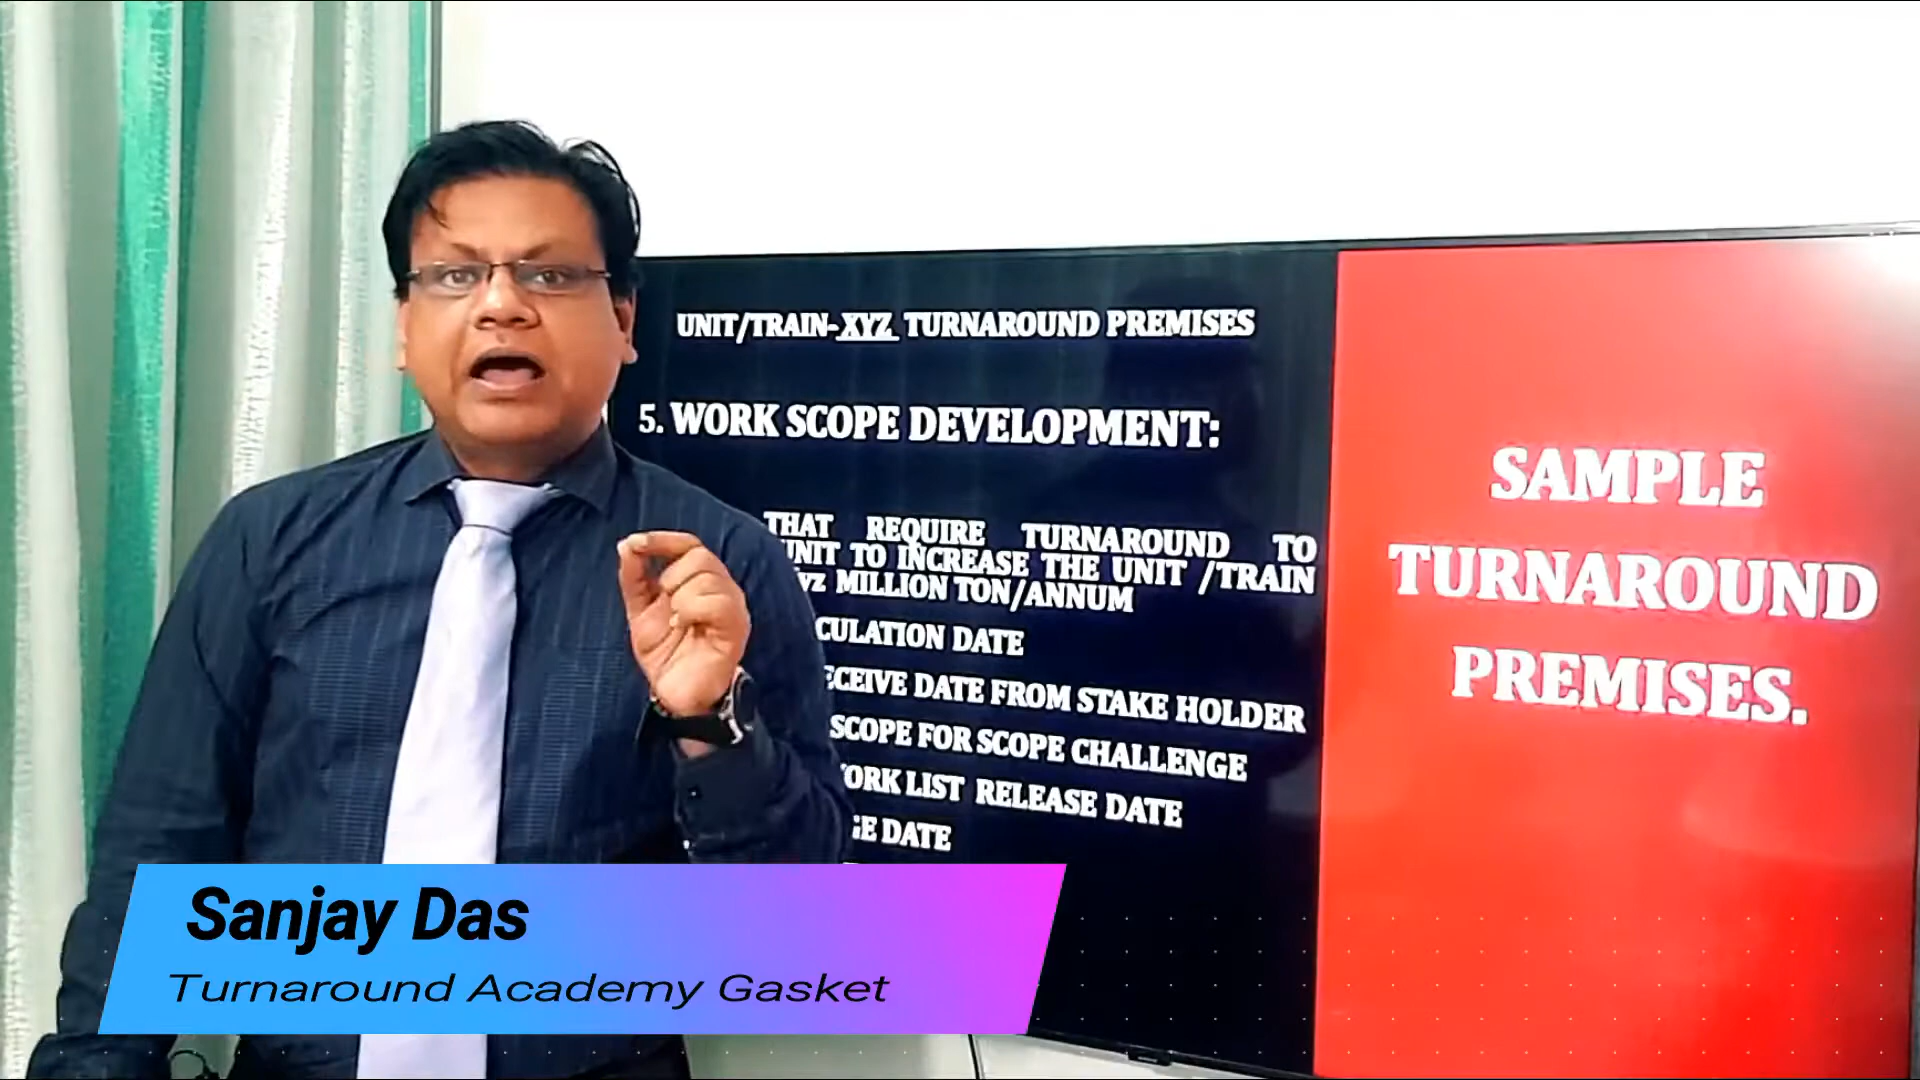 UNIT/TRAIN-XYZ TURNAROUND PREMISES
5. WORK SCOPE DEVELOPMENT:
THAT REQUIRE TURNAROUND TO
UNIT TO INCREASE THE UNIT /TRAIN
MILLION TON/ANNUM
CULATION DATE
ECEIVE DATE FROM STAKE HOLDER
SCOPE FOR SCOPE CHALLENGE
ORK LIST RELEASE DATE
GE DATE
SAMPLE
TURNAROUND
PREMISES.
Sanjay Das
Turnaround Academy Gasket